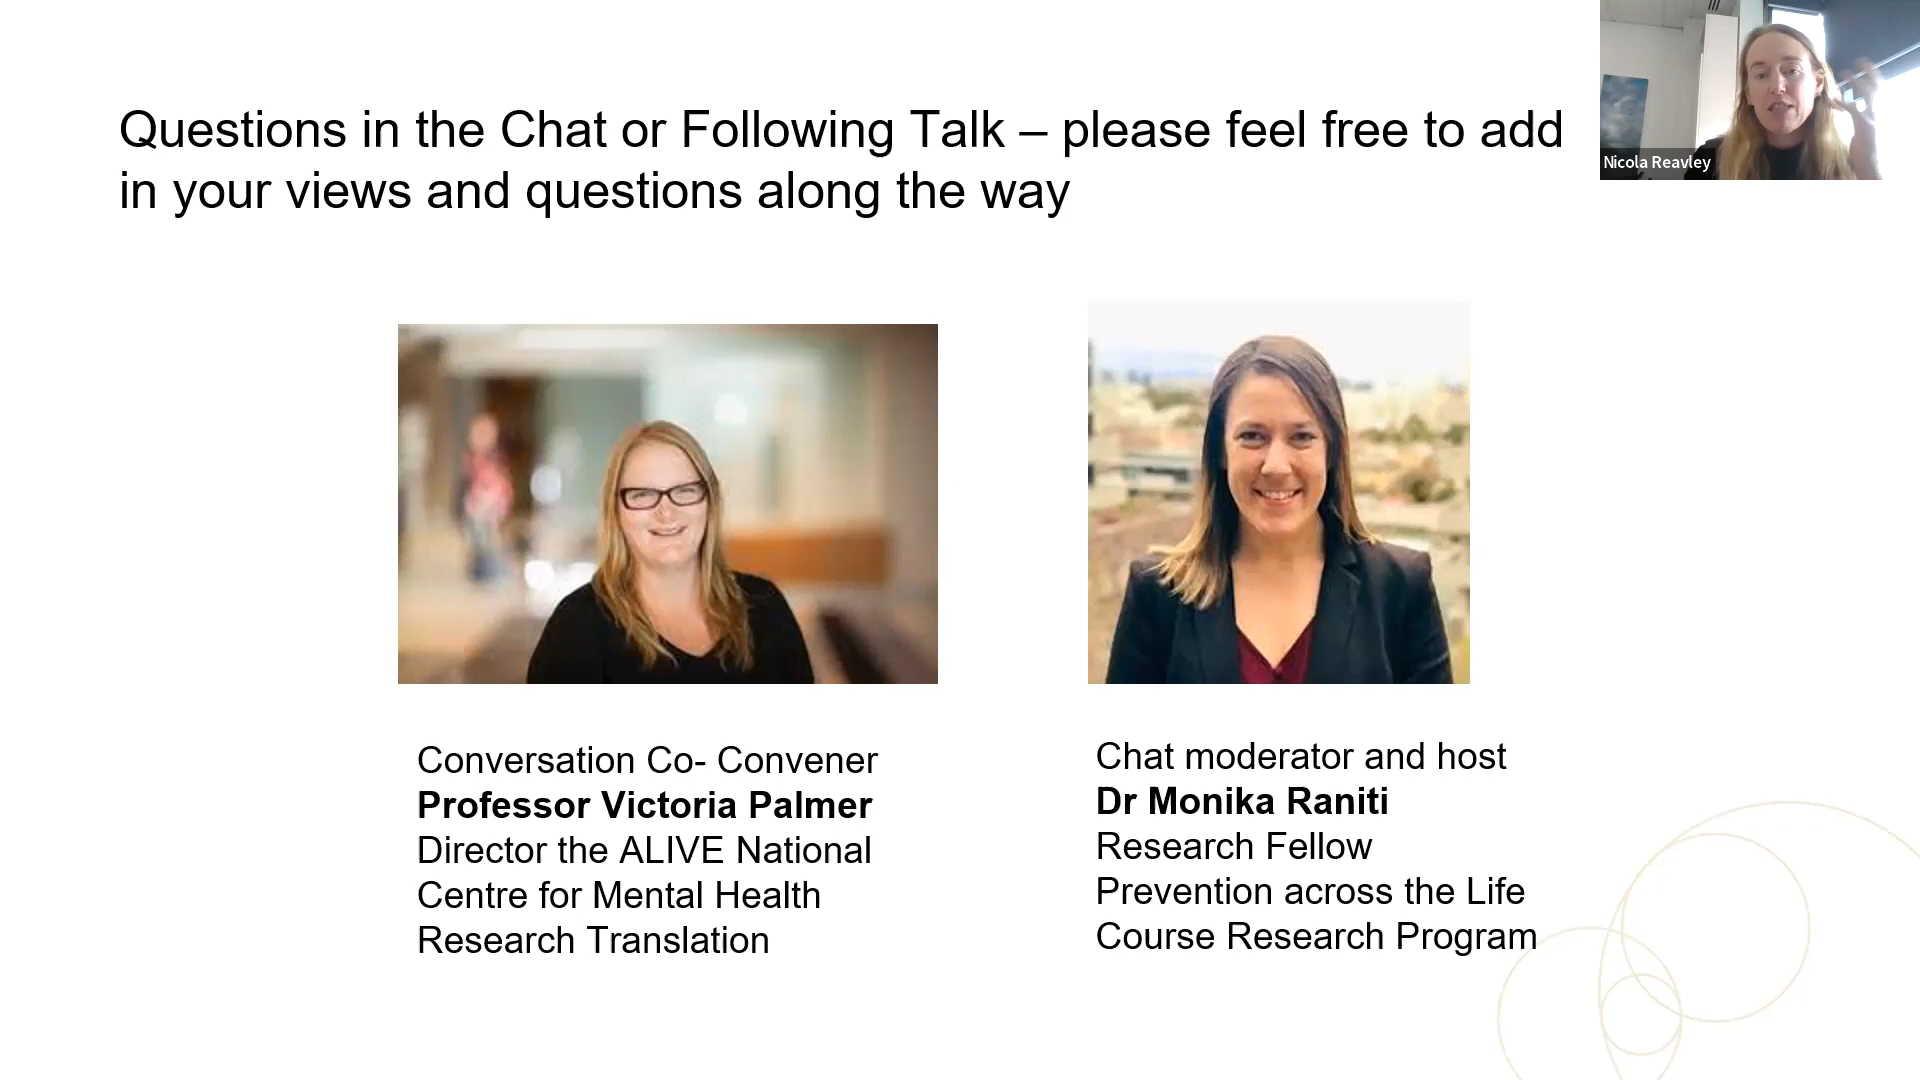 Questions in the Chat or Following Talk – please feel free to add
in your views and questions along the way
Nicola Reavley
Conversation Co- Convener
Professor Victoria Palmer
Director the ALIVE National
Centre for Mental Health
Research Translation
Chat moderator and host
Dr Monika Raniti
Research Fellow
Prevention across the Life
Course Research Program